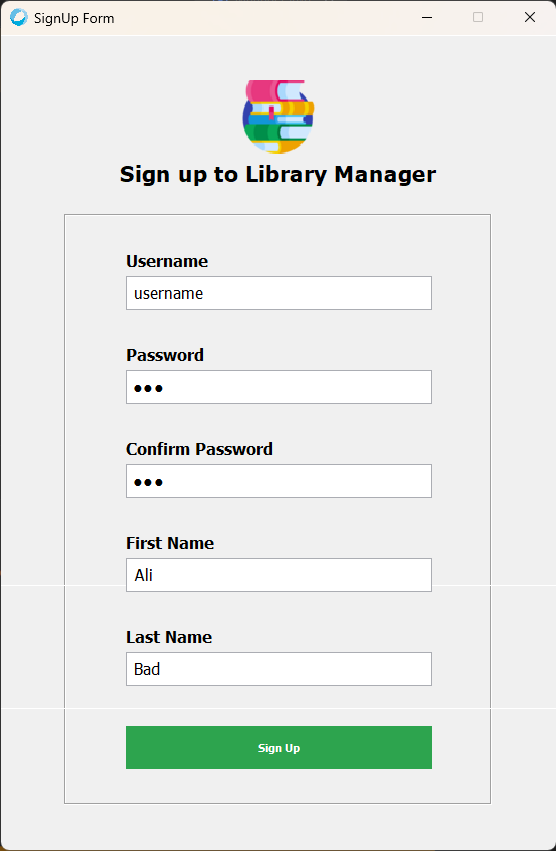 SignUp Form
Sign up to Library Manager
Username
username
Password
●●●
Confirm Password
●●●
First Name
Ali
Last Name
Bad
Sign Up